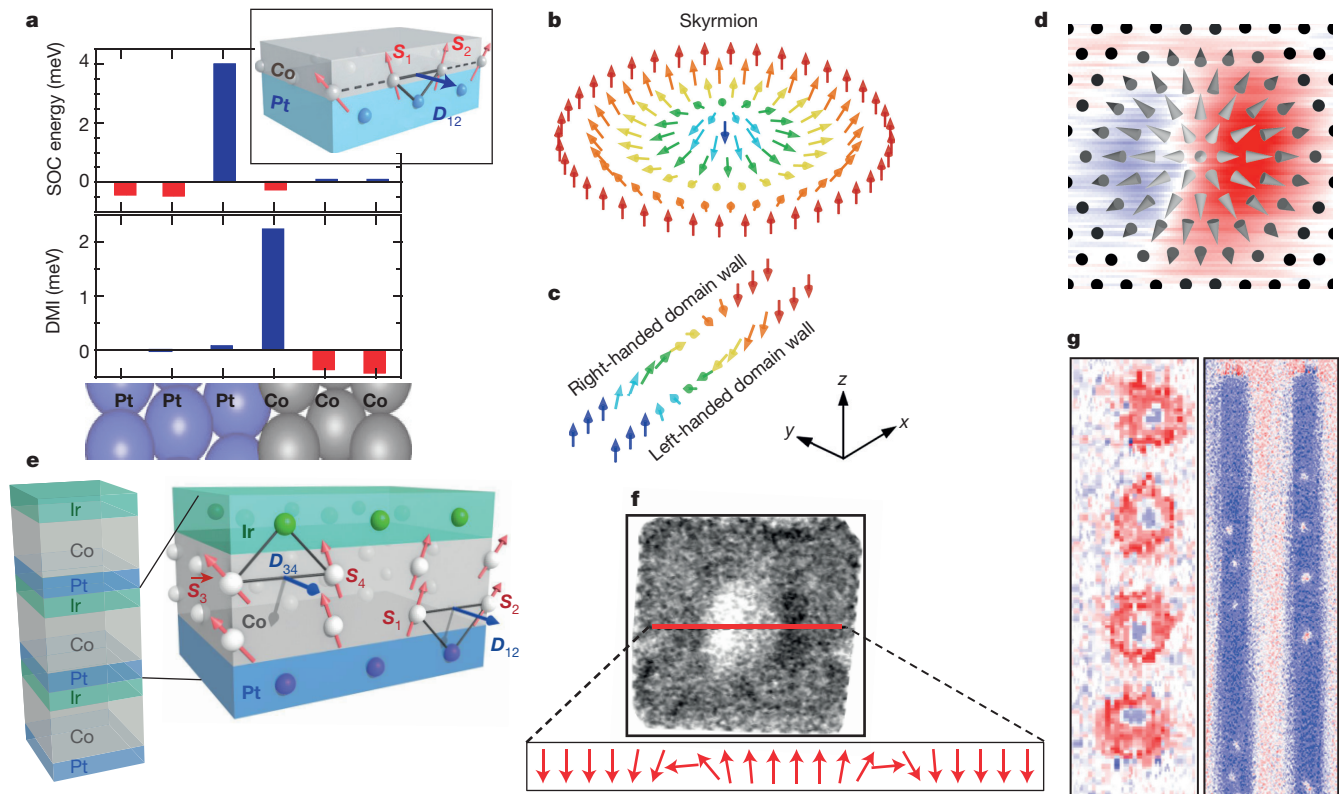 a
SOC energy (meV)
4
2
0
Co
Pt
S1
S2
D12
DMI (meV)
2
1
0
Pt Pt Pt Co Co Co
b
Skyrmion
c
Right-handed domain wall
Left-handed domain wall
z
y
x
d
e
Ir
Co
Pt
Ir
Co
Pt
Ir
Co
Pt
Ir
D34
S3
S4
Co
S1
S2
D12
Pt
f
g